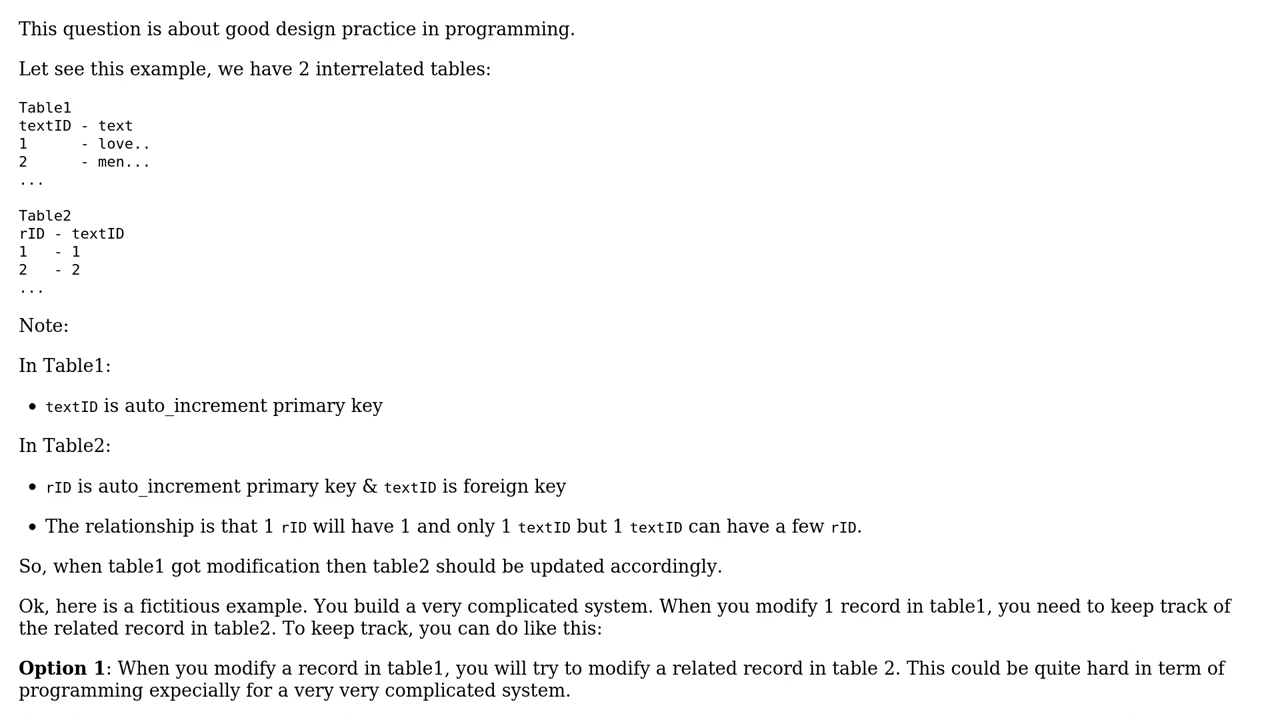 This question is about good design practice in programming.
Let see this example, we have 2 interrelated tables:
Table1
textID - text
1      - love..
2      - men...
...
Table2
rID - textID
1   - 1
2   - 2
...
Note:
In Table1:
• textID is auto_increment primary key
In Table2:
• rID is auto_increment primary key & textID is foreign key
• The relationship is that 1 rID will have 1 and only 1 textID but 1 textID can have a few rID.
So, when table1 got modification then table2 should be updated accordingly.
Ok, here is a fictitious example. You build a very complicated system. When you modify 1 record in table1, you need to keep track of
the related record in table2. To keep track, you can do like this:
Option 1: When you modify a record in table1, you will try to modify a related record in table 2. This could be quite hard in term of
programming expecially for a very very complicated system.